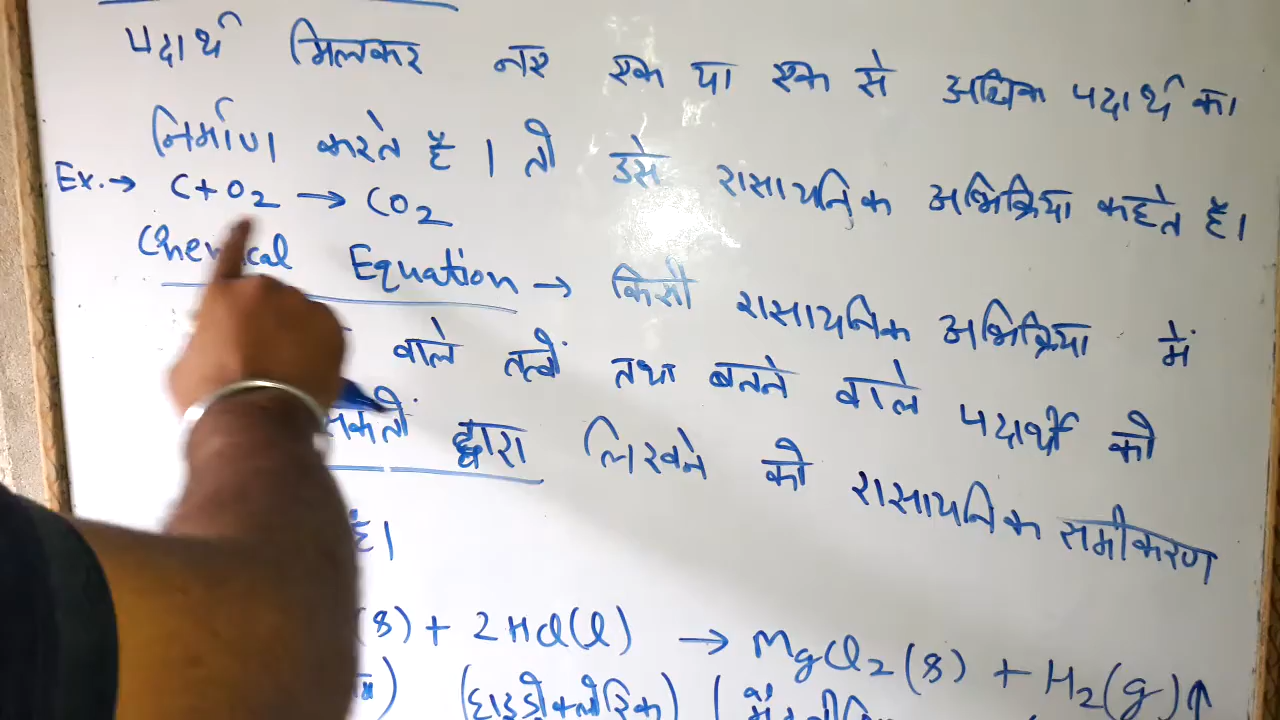 पदार्थ मिलकर नए एक या एक से अधिक पदार्थ का
निर्माण करते है । तो उसे रासायनिक अभिक्रिया कहते है।
Ex.→ C+O2 → CO2
Chemical Equation → किसी रासायनिक अभिक्रिया में
वाले तत्वों तथा बनने वाले पदार्थो को
द्वारा लिखने को रासायनिक समीकरण
है।
(s) + 2HCl(l) → MgCl2(s) + H2(g)↑
(हाइड्रोक्लोरिक)